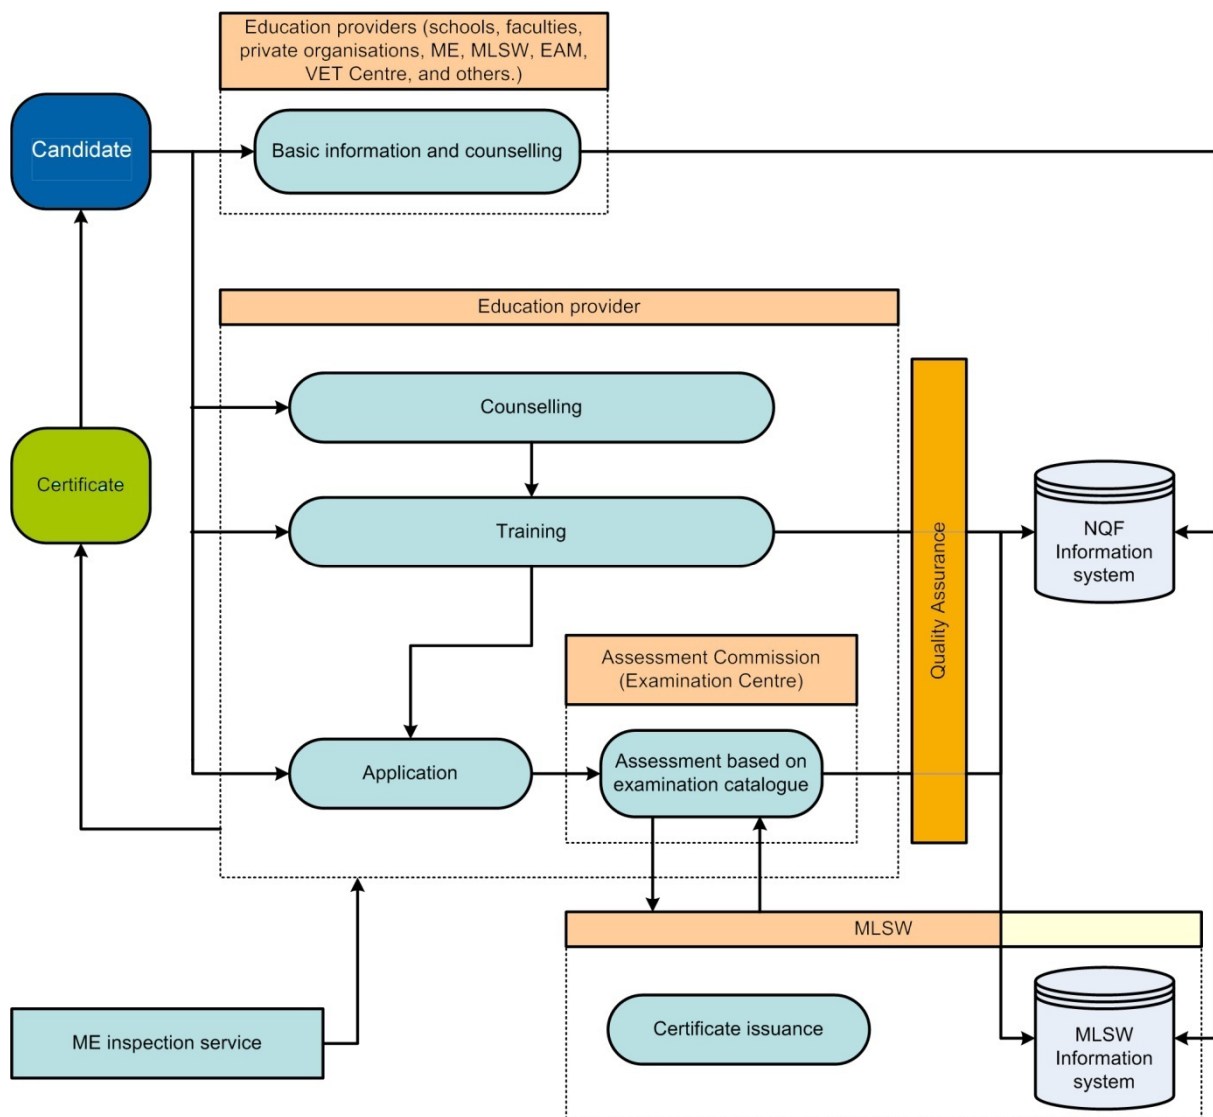 Education providers (schools, faculties,
private organisations, ME, MLSW, EAM,
VET Centre, and others.)
Candidate
Basic information and counselling
Education provider
Counselling
Certificate
Training
Quality Assurance
NQF
Information
system
Assessment Commission
(Examination Centre)
Application
Assessment based on
examination catalogue
MLSW
ME inspection service
Certificate issuance
MLSW
Information
system